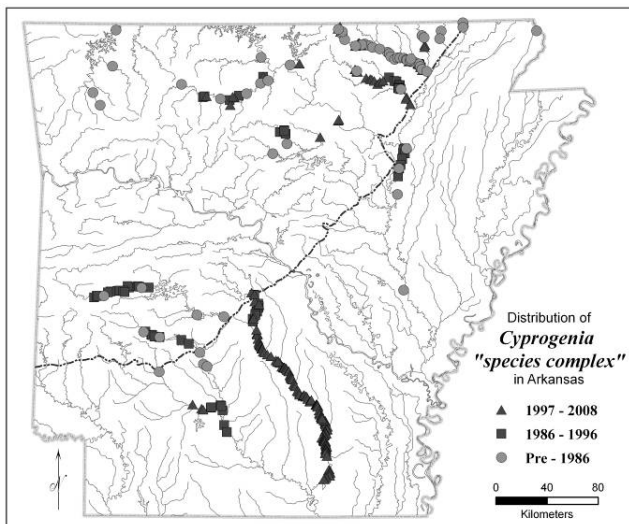 Distribution of
Cyprogenia
"species complex"
in Arkansas
1997 - 2008
1986 - 1996
Pre - 1986
0 40 80
Kilometers
N